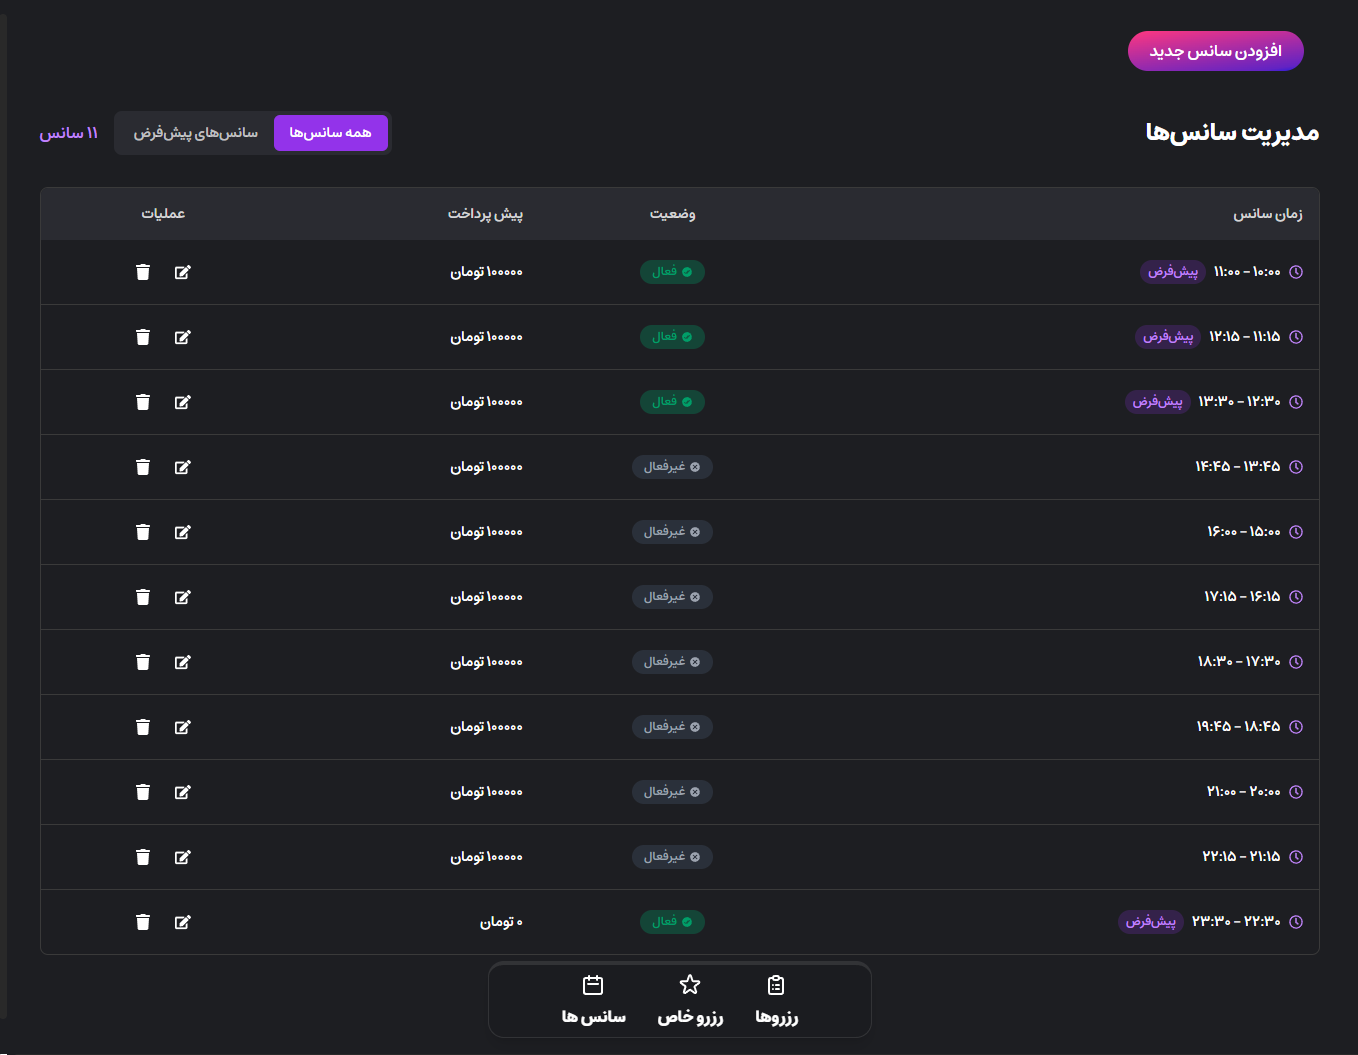 افزودن سانس جدید
مدیریت سانس‌ها
همه سانس‌ها سانس‌های پیش‌فرض ۱۱ سانس
زمان سانس وضعیت پیش پرداخت عملیات
۱۰:۰۰ – ۱۱:۰۰ پیش‌فرض فعال ۱۰۰۰۰۰ تومان
۱۱:۱۵ – ۱۲:۱۵ پیش‌فرض فعال ۱۰۰۰۰۰ تومان
۱۲:۳۰ – ۱۳:۳۰ پیش‌فرض فعال ۱۰۰۰۰۰ تومان
۱۳:۴۵ – ۱۴:۴۵ غیرفعال ۱۰۰۰۰۰ تومان
۱۵:۰۰ – ۱۶:۰۰ غیرفعال ۱۰۰۰۰۰ تومان
۱۶:۱۵ – ۱۷:۱۵ غیرفعال ۱۰۰۰۰۰ تومان
۱۷:۳۰ – ۱۸:۳۰ غیرفعال ۱۰۰۰۰۰ تومان
۱۸:۴۵ – ۱۹:۴۵ غیرفعال ۱۰۰۰۰۰ تومان
۲۰:۰۰ – ۲۱:۰۰ غیرفعال ۱۰۰۰۰۰ تومان
۲۱:۱۵ – ۲۲:۱۵ غیرفعال ۱۰۰۰۰۰ تومان
۲۲:۳۰ – ۲۳:۳۰ پیش‌فرض فعال ۰ تومان
رزروها رزرو خاص سانس ها